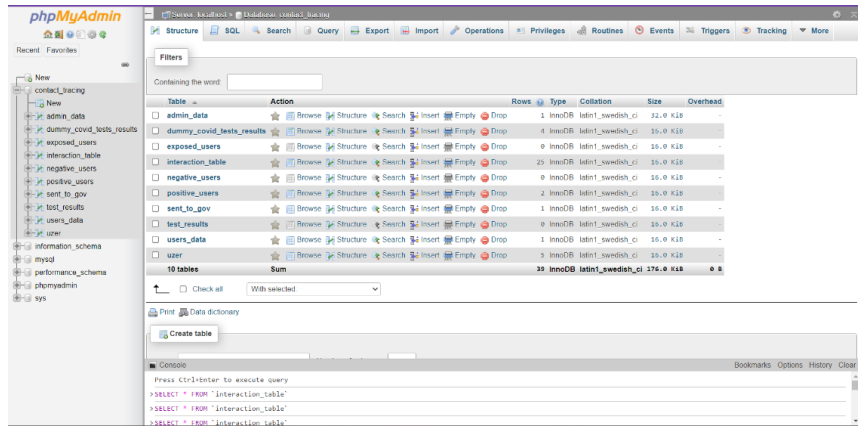 phpMyAdmin
Recent Favorites
New
contact_tracing
New
admin_data
dummy_covid_tests_results
exposed_users
interaction_table
negative_users
positive_users
sent_to_gov
test_results
users_data
uzer
information_schema
mysql
performance_schema
phpmyadmin
sys
Server: localhost » Database: contact_tracing
Structure SQL Search Query Export Import Operations Privileges Routines Events Triggers Tracking More
Filters
Containing the word:
Table Action Rows Type Collation Size Overhead
admin_data Browse Structure Search Insert Empty Drop 1 InnoDB latin1_swedish_ci 32.0 KiB -
dummy_covid_tests_results Browse Structure Search Insert Empty Drop 4 InnoDB latin1_swedish_ci 16.0 KiB -
exposed_users Browse Structure Search Insert Empty Drop 0 InnoDB latin1_swedish_ci 16.0 KiB -
interaction_table Browse Structure Search Insert Empty Drop 25 InnoDB latin1_swedish_ci 16.0 KiB -
negative_users Browse Structure Search Insert Empty Drop 0 InnoDB latin1_swedish_ci 16.0 KiB -
positive_users Browse Structure Search Insert Empty Drop 2 InnoDB latin1_swedish_ci 16.0 KiB -
sent_to_gov Browse Structure Search Insert Empty Drop 1 InnoDB latin1_swedish_ci 16.0 KiB -
test_results Browse Structure Search Insert Empty Drop 0 InnoDB latin1_swedish_ci 16.0 KiB -
users_data Browse Structure Search Insert Empty Drop 1 InnoDB latin1_swedish_ci 16.0 KiB -
uzer Browse Structure Search Insert Empty Drop 5 InnoDB latin1_swedish_ci 16.0 KiB -
10 tables Sum 39 InnoDB latin1_swedish_ci 176.0 KiB 0 B
Check all With selected:
Print Data dictionary
Create table
Console Bookmarks Options History Clear
Press Ctrl+Enter to execute query
>SELECT * FROM `interaction_table`
>SELECT * FROM `interaction_table`
>SELECT * FROM `interaction_table`